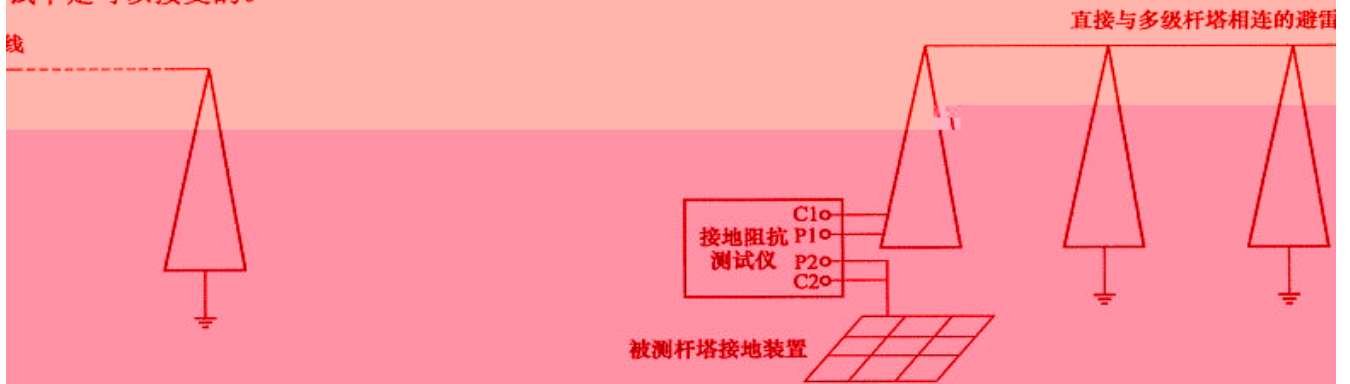 直接与多级杆塔相连的避雷
线
C1
接地阻抗 P1
测试仪 P2
C2
被测杆塔接地装置